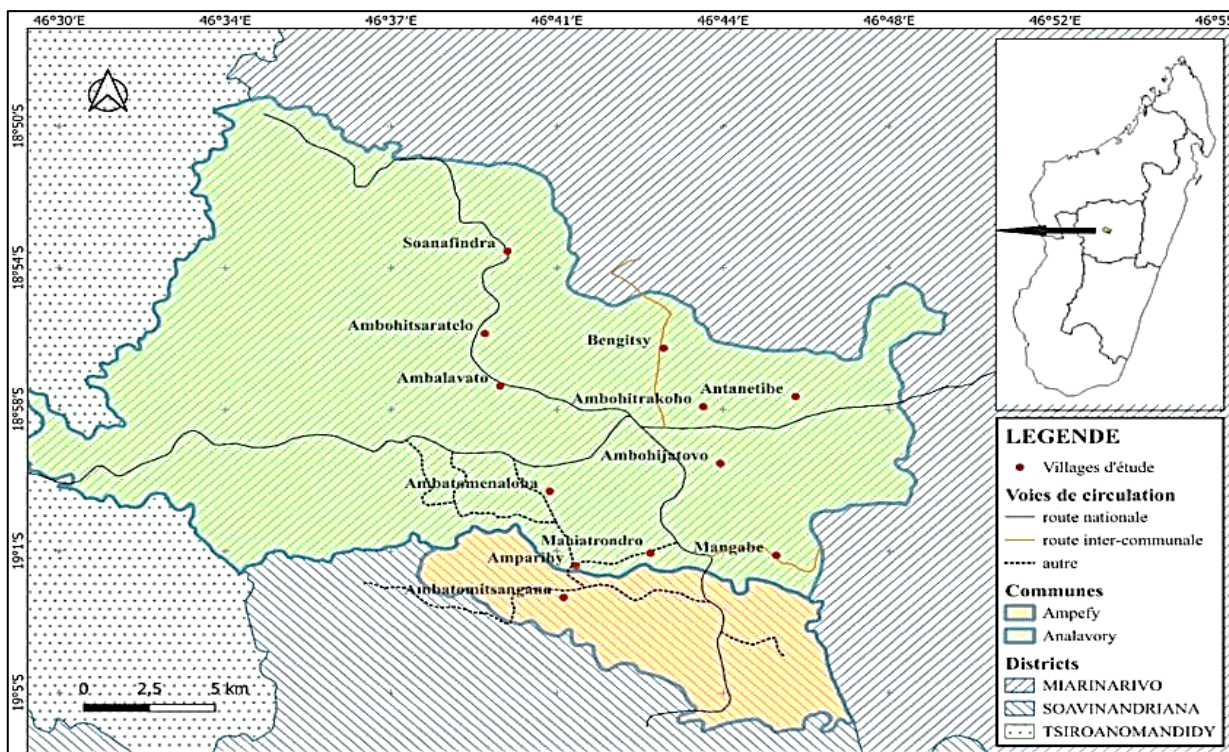 46°30'E 46°34'E 46°37'E 46°41'E 46°44'E 46°48'E 46°52'E 46°55
18°50'S
18°54'S
18°58'S
19°1'S
19°5'S
Soanafindra
Ambohitsaratelo
Bengitsy
Ambalavato
Antanetibe
Ambohitrakoho
Ambohijatovo
Ambatomenaloha
Mahiatrondro
Mangabe
Amparihy
Ambatomitsangana
0 2,5 5 km
LEGENDE
Villages d'étude
Voies de circulation
route nationale
route inter-communale
autre
Communes
Ampefy
Analavory
Districts
MIARINARIVO
SOAVINANDRIANA
TSIROANOMANDIDY